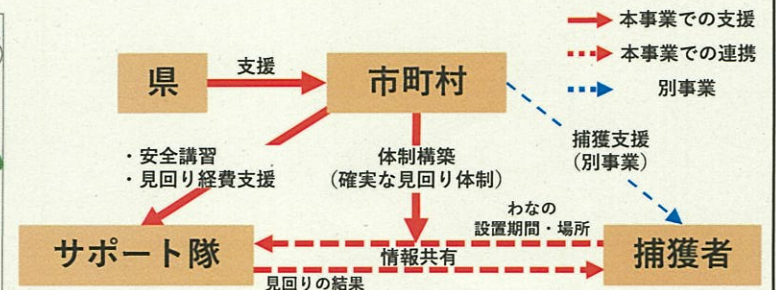 本事業での支援
本事業での連携
別事業
県
支援
市町村
・安全講習
・見回り経費支援
体制構築
（確実な見回り体制）
捕獲支援
（別事業）
わなの
設置期間・場所
サポート隊
情報共有
捕獲者
見回りの結果